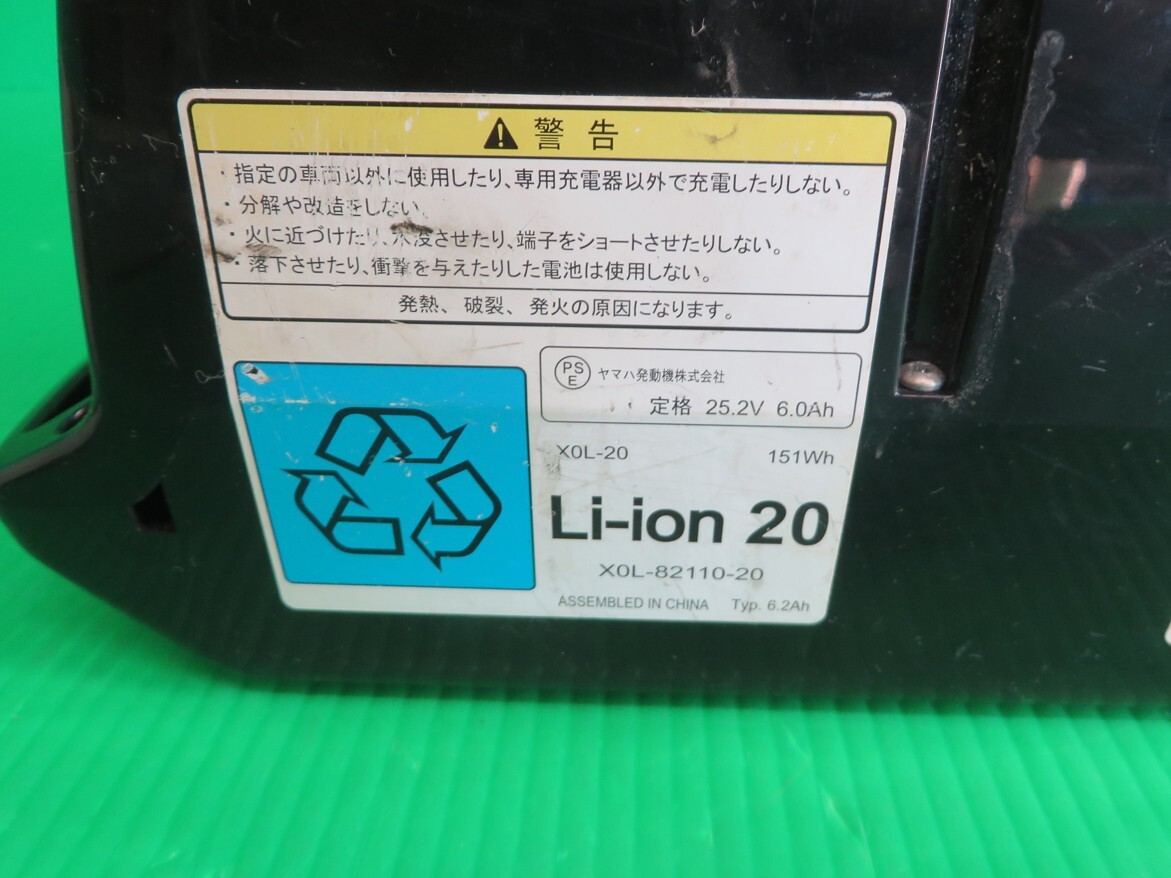 警告
・指定の車両以外に使用したり、専用充電器以外で充電したりしない。
・分解や改造をしない。
・火に近づけたり、水没させたり、端子をショートさせたりしない。
・落下させたり、衝撃を与えたりした電池は使用しない。
発熱、破裂、発火の原因になります。
PS
E
ヤマハ発動機株式会社
定格 25.2V 6.0Ah
X0L-20 151Wh
Li-ion 20
X0L-82110-20
ASSEMBLED IN CHINA Typ. 6.2Ah